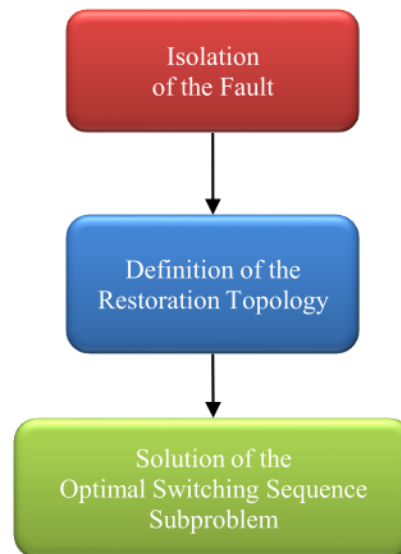 Isolation
of the Fault
Definition of the
Restoration Topology
Solution of the
Optimal Switching Sequence
Subproblem